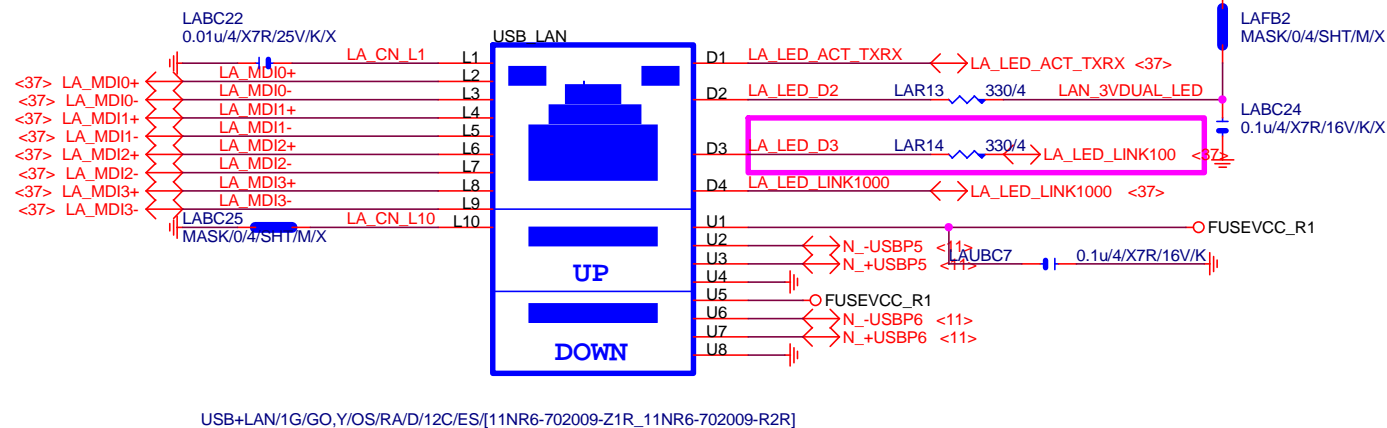 LABC22
0.01u/4/X7R/25V/K/X
USB_LAN
LAFB2
MASK/0/4/SHT/M/X
LA_CN_L1 L1 D1 LA_LED_ACT_TXRX LA_LED_ACT_TXRX <37>
<37> LA_MDI0+ LA_MDI0+ L2
<37> LA_MDI0- LA_MDI0- L3 D2 LA_LED_D2 LAR13 330/4 LAN_3VDUAL_LED
<37> LA_MDI1+ LA_MDI1+ L4
LABC24
0.1u/4/X7R/16V/K/X
<37> LA_MDI1- LA_MDI1- L5
<37> LA_MDI2+ LA_MDI2+ L6 D3 LA_LED_D3 LAR14 330/4 LA_LED_LINK100 <37>
<37> LA_MDI2- LA_MDI2- L7
<37> LA_MDI3+ LA_MDI3+ L8 D4 LA_LED_LINK1000 LA_LED_LINK1000 <37>
<37> LA_MDI3- LA_MDI3- L9
LABC25 LA_CN_L10 L10 U1 FUSEVCC_R1
MASK/0/4/SHT/M/X
U2 N_-USBP5 <11>
U3 N_+USBP5 <11> LAUBC7 0.1u/4/X7R/16V/K
UP U4
U5 FUSEVCC_R1
U6 N_-USBP6 <11>
U7 N_+USBP6 <11>
DOWN U8
USB+LAN/1G/GO,Y/OS/RA/D/12C/ES/[11NR6-702009-Z1R_11NR6-702009-R2R]